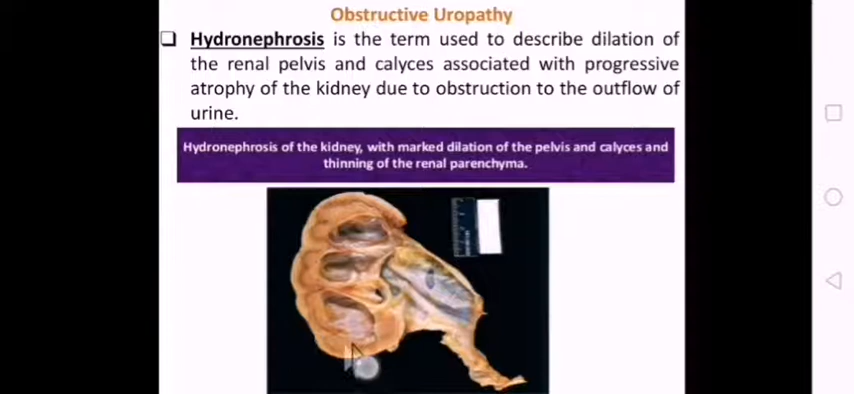 Obstructive Uropathy
Hydronephrosis is the term used to describe dilation of
the renal pelvis and calyces associated with progressive
atrophy of the kidney due to obstruction to the outflow of
urine.
Hydronephrosis of the kidney, with marked dilation of the pelvis and calyces and
thinning of the renal parenchyma.